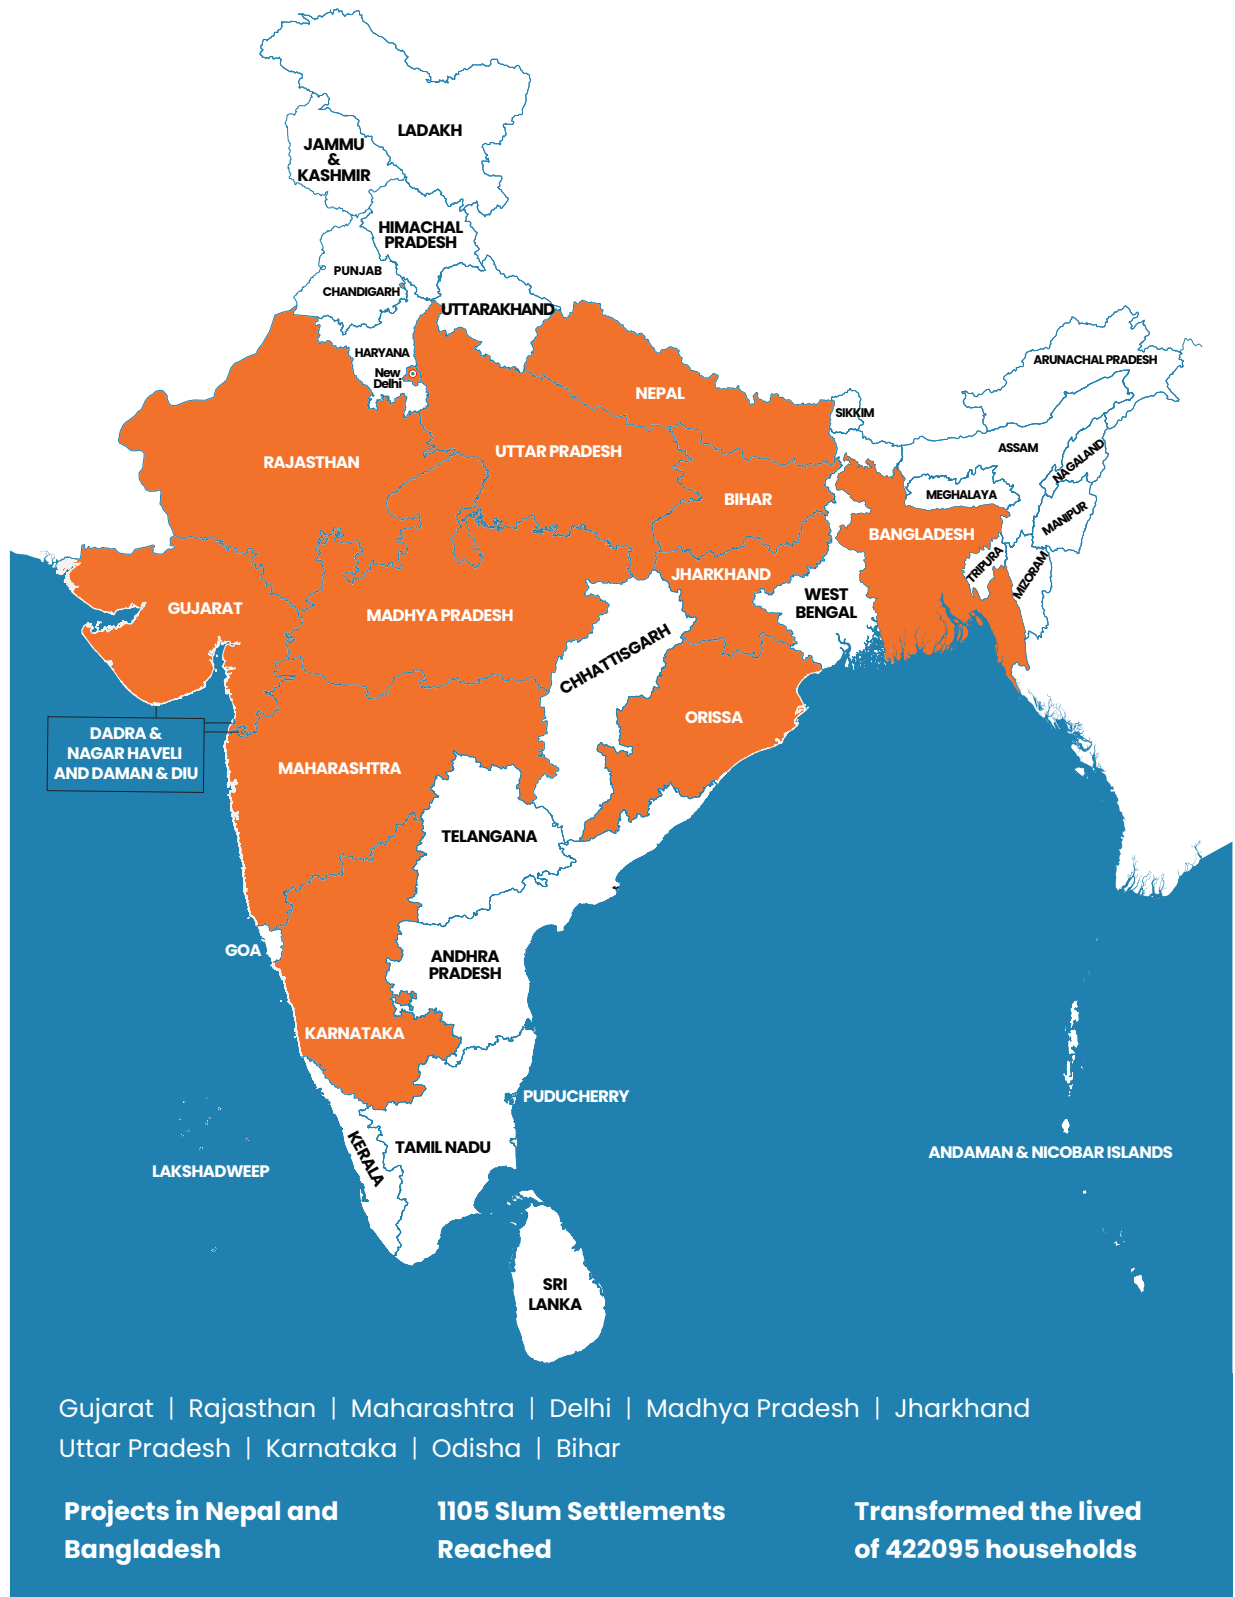 LADAKH
JAMMU
&
KASHMIR
HIMACHAL
PRADESH
PUNJAB
CHANDIGARH
UTTARAKHAND
HARYANA
New
Delhi
ARUNACHAL PRADESH
NEPAL
SIKKIM
ASSAM
NAGALAND
UTTAR PRADESH
RAJASTHAN
MEGHALAYA
BIHAR
MANIPUR
BANGLADESH
TRIPURA
MIZORAM
JHARKHAND
GUJARAT
MADHYA PRADESH
WEST
BENGAL
CHHATTISGARH
ORISSA
DADRA &
NAGAR HAVELI
AND DAMAN & DIU
MAHARASHTRA
TELANGANA
GOA
ANDHRA
PRADESH
KARNATAKA
PUDUCHERRY
KERALA
TAMIL NADU
ANDAMAN & NICOBAR ISLANDS
LAKSHADWEEP
SRI
LANKA
Gujarat | Rajasthan | Maharashtra | Delhi | Madhya Pradesh | Jharkhand
Uttar Pradesh | Karnataka | Odisha | Bihar
Projects in Nepal and
Bangladesh
1105 Slum Settlements
Reached
Transformed the lived
of 422095 households